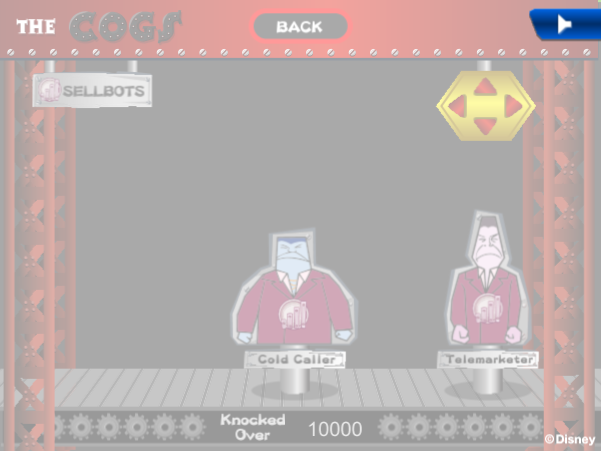 THE COGS
BACK
SELLBOTS
Cold Caller
Telemarketer
Knocked
Over
10000
©Disney